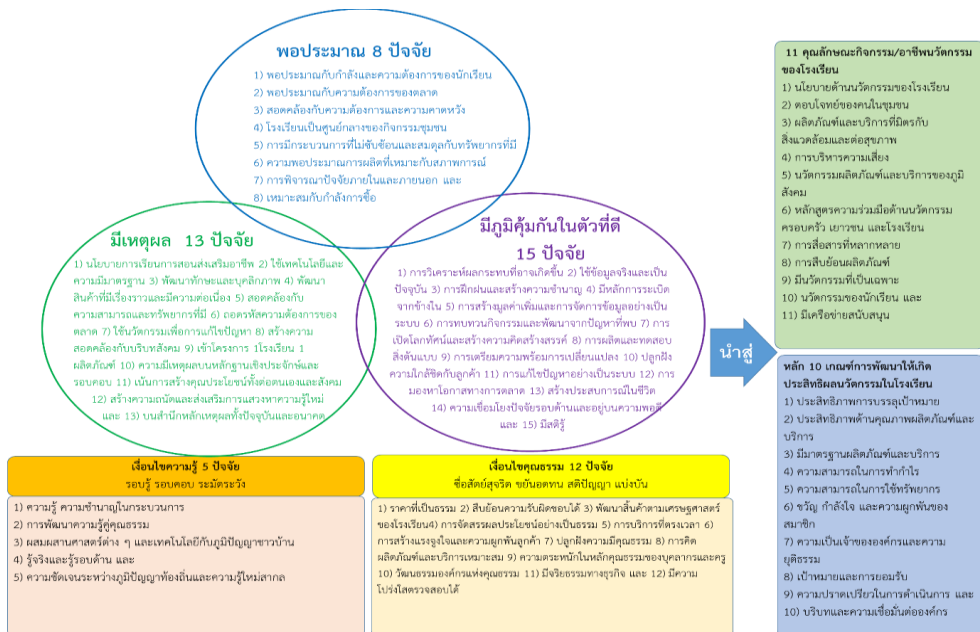 พอประมาณ 8 ปัจจัย
1) พอประมาณกับกำลังและความต้องการของนักเรียน
2) พอประมาณกับความต้องการของตลาด
3) สอดคล้องกับความต้องการและความคาดหวัง
4) โรงเรียนเป็นศูนย์กลางของกิจกรรมชุมชน
5) การมีกระบวนการที่ไม่ซับซ้อนและสมดุลกับทรัพยากรที่มี
6) ความพอประมาณการผลิตที่เหมาะกับสภาพการณ์
7) การพิจารณาปัจจัยภายในและภายนอก และ
8) เหมาะสมกับกำลังการซื้อ
มีเหตุผล 13 ปัจจัย
1) นโยบายการเรียนการสอนส่งเสริมอาชีพ 2) ใช้เทคโนโลยีและ
ความมีมาตรฐาน 3) พัฒนาทักษะและบุคลิกภาพ 4) พัฒนา
สินค้าที่มีเรื่องราวและมีความต่อเนื่อง 5) สอดคล้องกับ
ความสามารถและทรัพยากรที่มี 6) ถอดรหัสความต้องการของ
ตลาด 7) ใช้นวัตกรรมเพื่อการแก้ไขปัญหา 8) สร้างความ
สอดคล้องกับบริบทสังคม 9) เข้าโครงการ 1โรงเรียน 1
ผลิตภัณฑ์ 10) ความมีเหตุผลบนหลักฐานเชิงประจักษ์และ
รอบคอบ 11) เน้นการสร้างคุณประโยชน์ทั้งต่อตนเองและสังคม
12) สร้างความถนัดและส่งเสริมการแสวงหาความรู้ใหม่
และ 13) บนสำนึกหลักเหตุผลทั้งปัจจุบันและอนาคต
มีภูมิคุ้มกันในตัวที่ดี
15 ปัจจัย
1) การวิเคราะห์ผลกระทบที่อาจเกิดขึ้น 2) ใช้ข้อมูลจริงและเป็น
ปัจจุบัน 3) การฝึกฝนและสร้างความชำนาญ 4) มีหลักการระเบิด
จากข้างใน 5) การสร้างมูลค่าเพิ่มและการจัดการข้อมูลอย่างเป็น
ระบบ 6) การทบทวนกิจกรรมและพัฒนาจากปัญหาที่พบ 7) การ
เปิดโลกทัศน์และสร้างความคิดสร้างสรรค์ 8) การผลิตและทดสอบ
สิ่งต้นแบบ 9) การเตรียมความพร้อมการเปลี่ยนแปลง 10) ปลูกฝัง
ความใกล้ชิดกับลูกค้า 11) การแก้ไขปัญหาอย่างเป็นระบบ 12) การ
มองหาโอกาสทางการตลาด 13) สร้างประสบการณ์ในชีวิต
14) ความเชื่อมโยงปัจจัยรอบด้านและอยู่บนความพอดี
และ 15) มีสติรู้
นำสู่
เงื่อนไขความรู้ 5 ปัจจัย
รอบรู้ รอบคอบ ระมัดระวัง
1) ความรู้ ความชำนาญในกระบวนการ
2) การพัฒนาความรู้คู่คุณธรรม
3) ผสมผสานศาสตร์ต่าง ๆ และเทคโนโลยีกับภูมิปัญญาชาวบ้าน
4) รู้จริงและรู้รอบด้าน และ
5) ความชัดเจนระหว่างภูมิปัญญาท้องถิ่นและความรู้ใหม่สากล
เงื่อนไขคุณธรรม 12 ปัจจัย
ซื่อสัตย์สุจริต ขยันอดทน สติปัญญา แบ่งปัน
1) ราคาที่เป็นธรรม 2) สืบย้อนความรับผิดชอบได้ 3) พัฒนาสินค้าตามเศรษฐศาสตร์
ของโรงเรียน4) การจัดสรรผลประโยชน์อย่างเป็นธรรม 5) การบริการที่ตรงเวลา 6)
การสร้างแรงจูงใจและความผูกพันลูกค้า 7) ปลูกฝังความมีคุณธรรม 8) การคิด
ผลิตภัณฑ์และบริการเหมาะสม 9) ความตระหนักในหลักคุณธรรมของบุคลากรและครู
10) วัฒนธรรมองค์กรแห่งคุณธรรม 11) มีจริยธรรมทางธุรกิจ และ 12) มีความ
โปร่งใสตรวจสอบได้
11 คุณลักษณะกิจกรรม/อาชีพนวัตกรรม
ของโรงเรียน
1) นโยบายด้านนวัตกรรมของโรงเรียน
2) ตอบโจทย์ของคนในชุมชน
3) ผลิตภัณฑ์และบริการที่มิตรกับ
สิ่งแวดล้อมและต่อสุขภาพ
4) การบริหารความเสี่ยง
5) นวัตกรรมผลิตภัณฑ์และบริการของภูมิ
สังคม
6) หลักสูตรความร่วมมือด้านนวัตกรรม
ครอบครัว เยาวชน และโรงเรียน
7) การสื่อสารที่หลากหลาย
8) การสืบย้อนผลิตภัณฑ์
9) มีนวัตกรรมที่เป็นเฉพาะ
10) นวัตกรรมของนักเรียน และ
11) มีเครือข่ายสนับสนุน
หลัก 10 เกณฑ์การพัฒนาให้เกิด
ประสิทธิผลนวัตกรรมในโรงเรียน
1) ประสิทธิภาพการบรรลุเป้าหมาย
2) ประสิทธิภาพด้านคุณภาพผลิตภัณฑ์และ
บริการ
3) มีมาตรฐานผลิตภัณฑ์และบริการ
4) ความสามารถในการทำกำไร
5) ความสามารถในการใช้ทรัพยากร
6) ขวัญ กำลังใจ และความผูกพันของ
สมาชิก
7) ความเป็นเจ้าขององค์กรและความ
ยุติธรรม
8) เป้าหมายและการยอมรับ
9) ความปราดเปรียวในการดำเนินการ และ
10) บริบทและความเชื่อมั่นต่อองค์กร